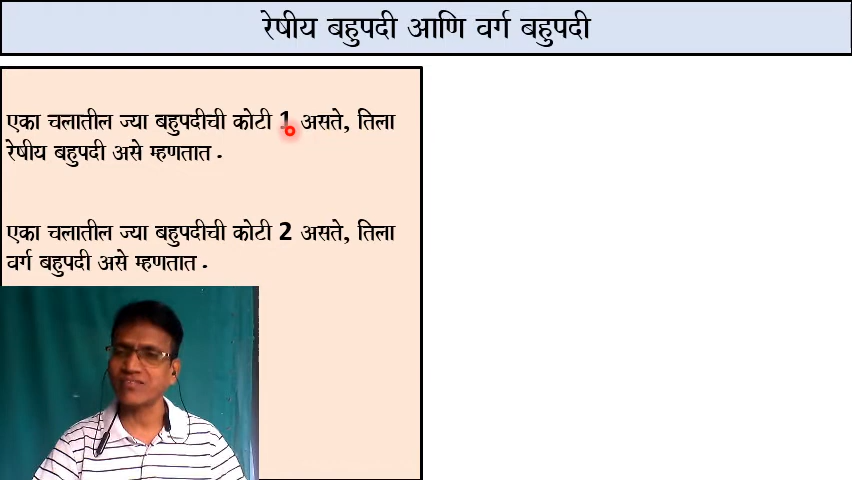 रेषीय बहुपदी आणि वर्ग बहुपदी
एका चलातील ज्या बहुपदीची कोटी 1 असते, तिला
रेषीय बहुपदी असे म्हणतात .
एका चलातील ज्या बहुपदीची कोटी 2 असते, तिला
वर्ग बहुपदी असे म्हणतात .